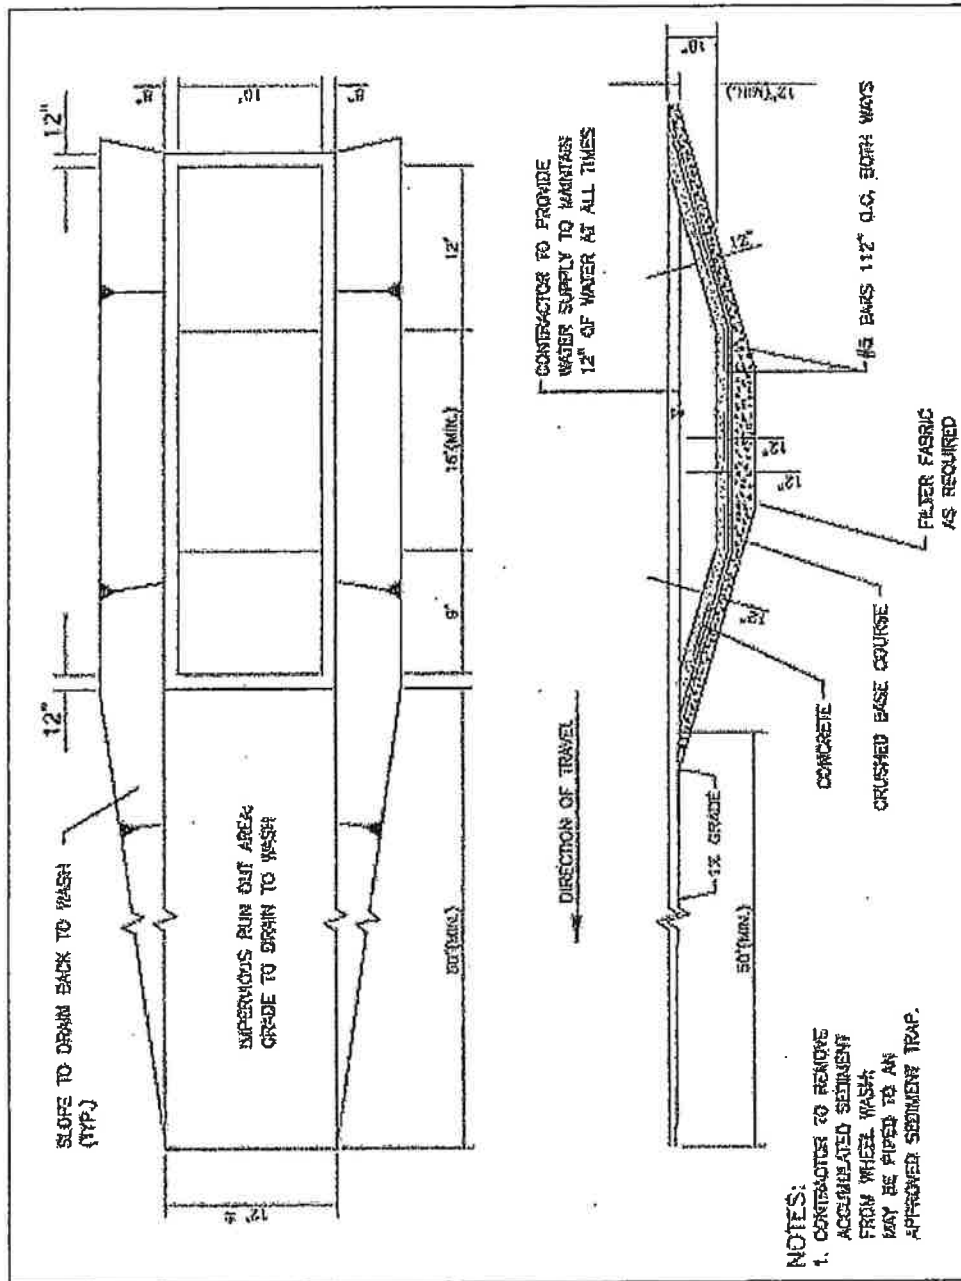 SLOPE TO DRAIN BACK TO WASH
(TYP.)
12"
12"
8"
10'
8"
IMPERVIOUS RUN OUT AREA:
GRADE TO DRAIN TO WASH
12'
50'(MIN.)
9'
15'(MIN.)
12'
CONTRACTOR TO PROVIDE
WATER SUPPLY TO MAINTAIN
12" OF WATER AT ALL TIMES
18"
12"(MIN.)
DIRECTION OF TRAVEL
12"
12"
12"
12"
1% GRADE
50'(MIN.)
CONCRETE
CRUSHED BASE COURSE
FILTER FABRIC
AS REQUIRED
#5 BARS 112" O.C. BOTH WAYS
NOTES:
1. CONTRACTOR TO REMOVE
ACCUMULATED SEDIMENT
FROM WHEEL WASH;
MAY BE PIPED TO AN
APPROVED SEDIMENT TRAP.